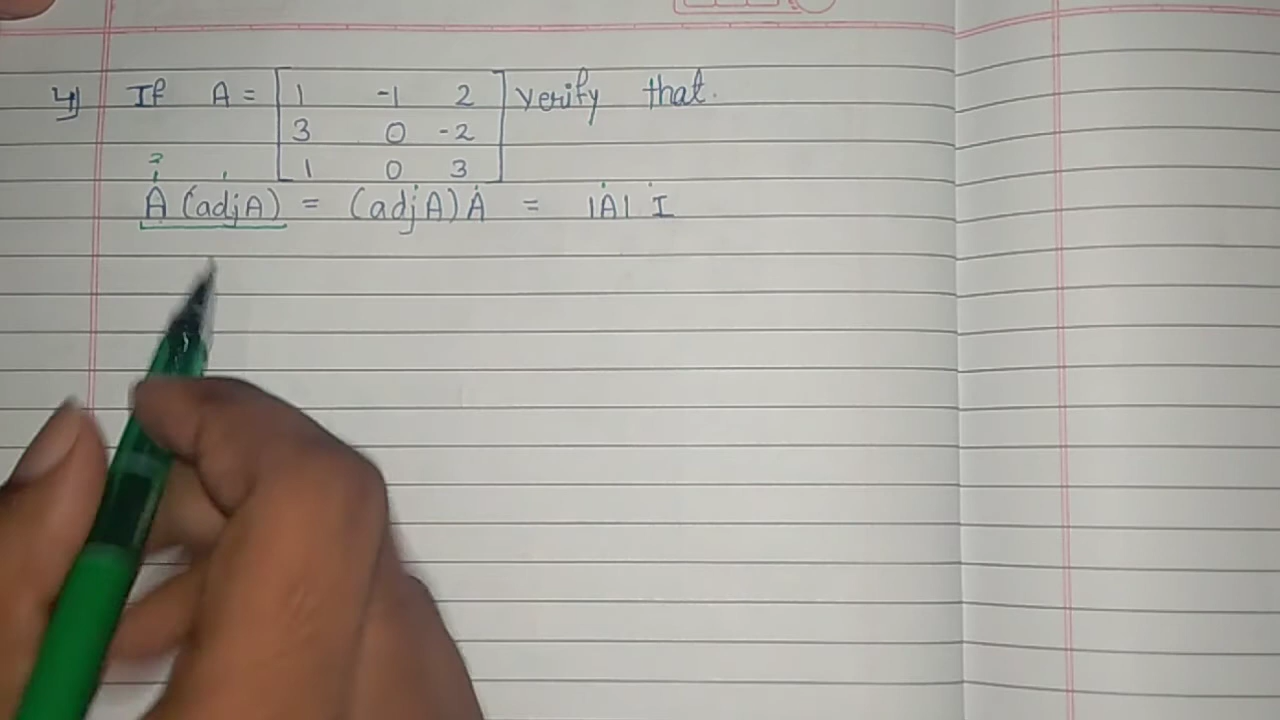 4) If A = [ 1 -1 2 ] verify that.
3 0 -2
1 0 3
A (adjA) = (adjA) A = |A| I